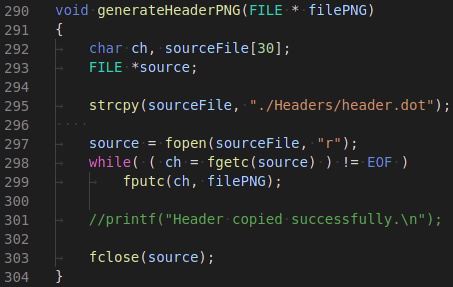 290 void generateHeaderPNG(FILE * filePNG)
291 {
292 char ch, sourceFile[30];
293 FILE *source;
294
295 strcpy(sourceFile, "./Headers/header.dot");
296
297 source = fopen(sourceFile, "r");
298 while( ( ch = fgetc(source) ) != EOF )
299 fputc(ch, filePNG);
300
301 //printf("Header copied successfully.\n");
302
303 fclose(source);
304 }